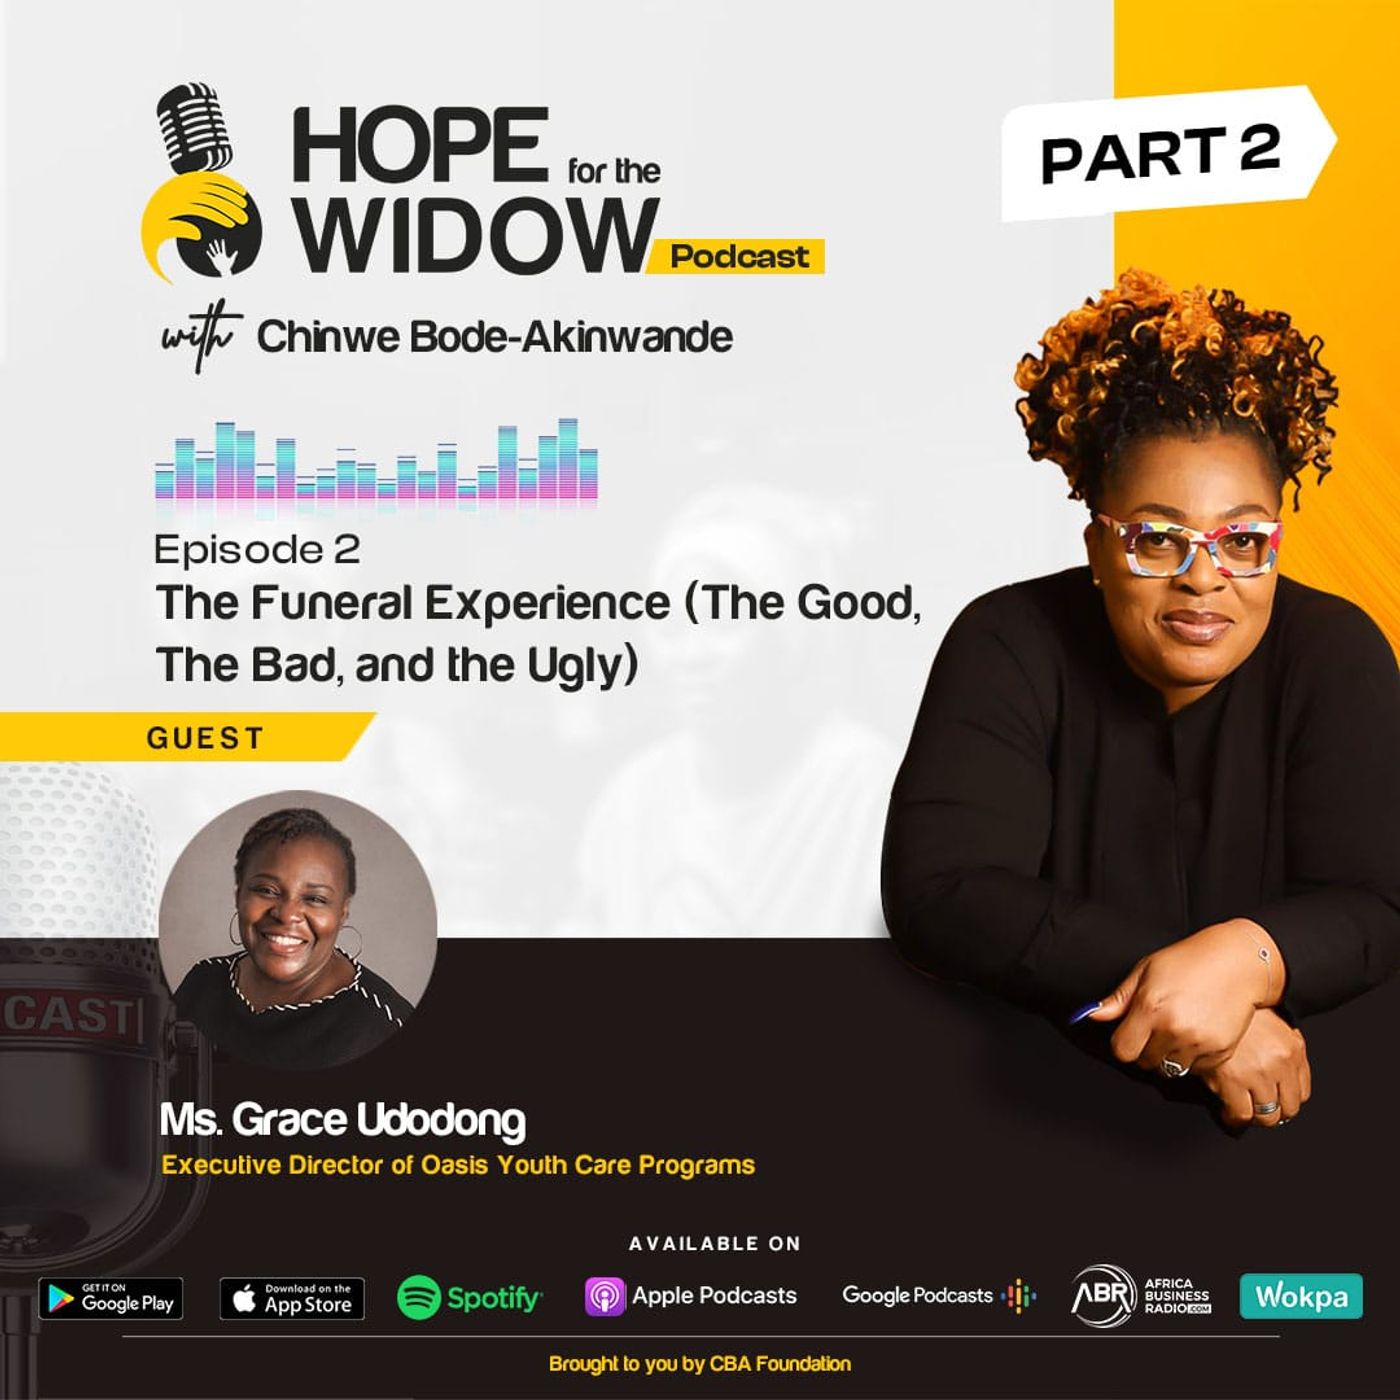 HOPE for the
WIDOW Podcast
with Chinwe Bode-Akinwande
PART 2
Episode 2
The Funeral Experience (The Good,
The Bad, and the Ugly)
GUEST
CAST
Ms. Grace Udodong
Executive Director of Oasis Youth Care Programs
AVAILABLE ON
GET IT ON
Google Play
Download on the
App Store
Spotify
Apple Podcasts
Google Podcasts
ABR
AFRICA
BUSINESS
RADIO.COM
Wokpa
Brought to you by CBA Foundation